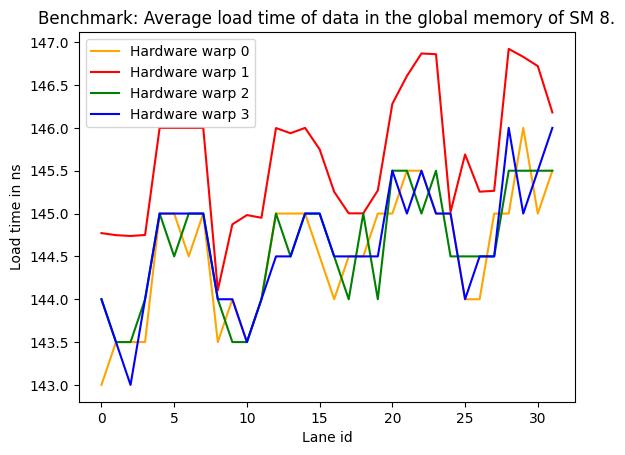 Benchmark: Average load time of data in the global memory of SM 8.
Hardware warp 0
Hardware warp 1
Hardware warp 2
Hardware warp 3
Load time in ns
147.0
146.5
146.0
145.5
145.0
144.5
144.0
143.5
143.0
0 5 10 15 20 25 30
Lane id